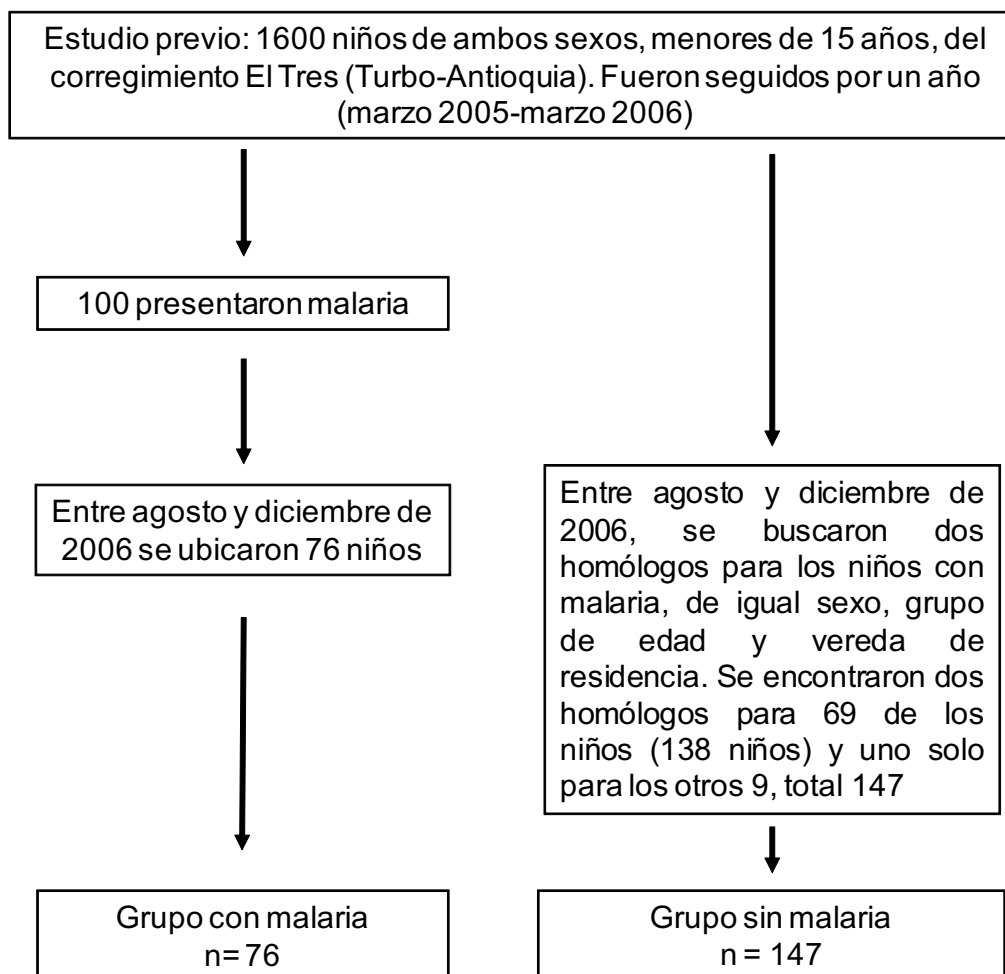 Estudio previo: 1600 niños de ambos sexos, menores de 15 años, del
corregimiento El Tres (Turbo-Antioquia). Fueron seguidos por un año
(marzo 2005-marzo 2006)
100 presentaron malaria
Entre agosto y diciembre de
2006 se ubicaron 76 niños
Entre agosto y diciembre de
2006, se buscaron dos
homólogos para los niños con
malaria, de igual sexo, grupo
de edad y vereda de
residencia. Se encontraron dos
homólogos para 69 de los
niños (138 niños) y uno solo
para los otros 9, total 147
Grupo con malaria
n= 76
Grupo sin malaria
n = 147